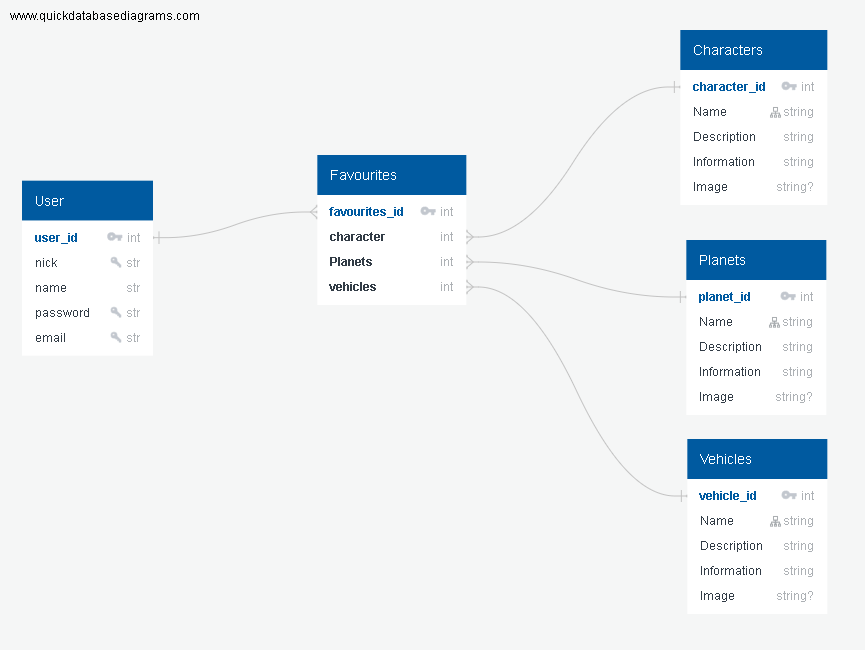 www.quickdatabasediagrams.com
User
user_id int
nick str
name str
password str
email str
Favourites
favourites_id int
character int
Planets int
vehicles int
Characters
character_id int
Name string
Description string
Information string
Image string?
Planets
planet_id int
Name string
Description string
Information string
Image string?
Vehicles
vehicle_id int
Name string
Description string
Information string
Image string?